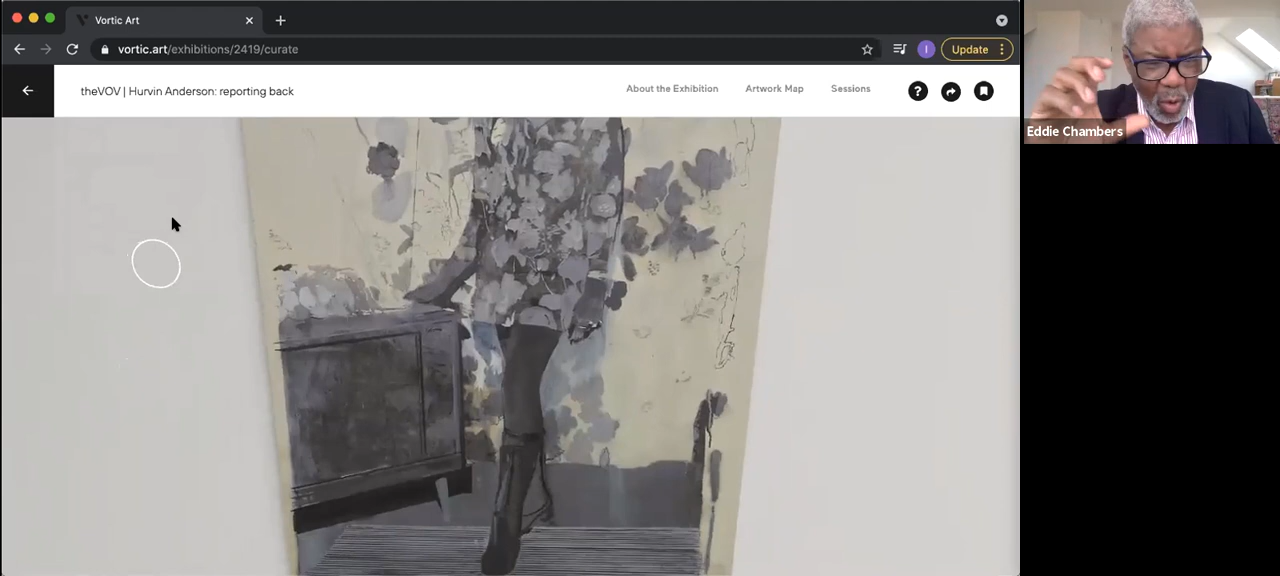 Vortic Art
vortic.art/exhibitions/2419/curate
I
Update
theVOV | Hurvin Anderson: reporting back
About the Exhibition
Artwork Map
Sessions
?
Eddie Chambers